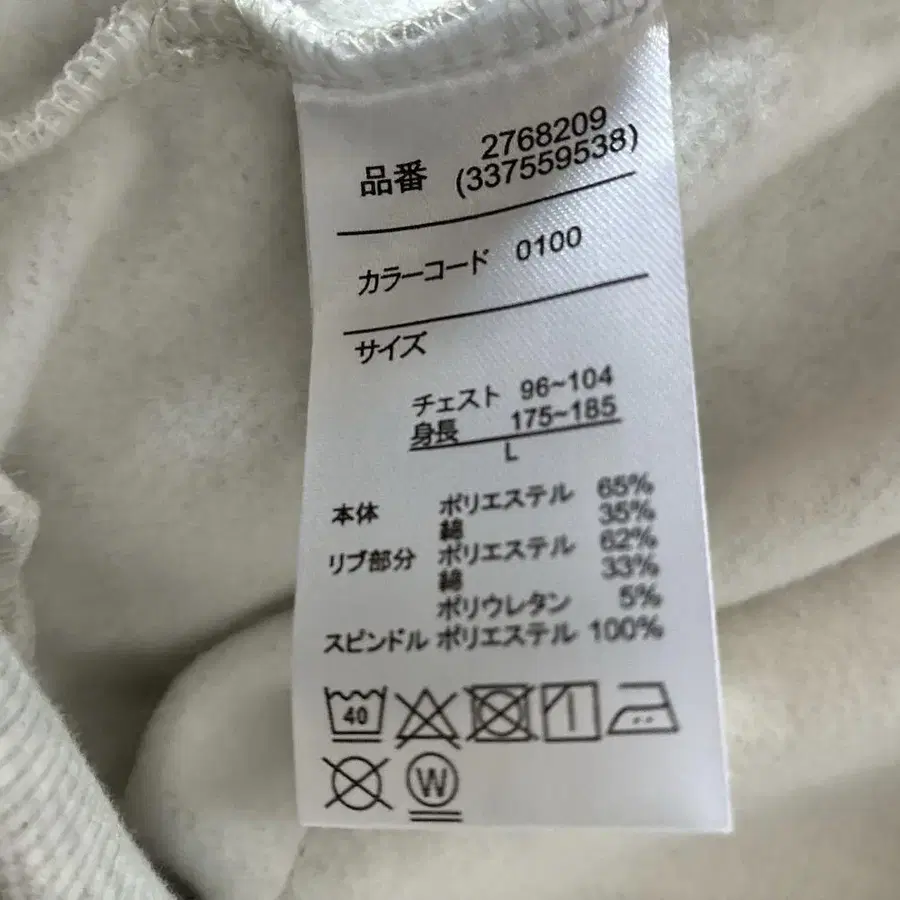 品番 2768209
(337559538)
カラーコード 0100
サイズ
チェスト 96~104
身長 175~185
L
本体 ポリエステル 65%
綿 35%
リブ部分 ポリエステル 62%
綿 33%
ポリウレタン 5%
スピンドル ポリエステル 100%
40
W